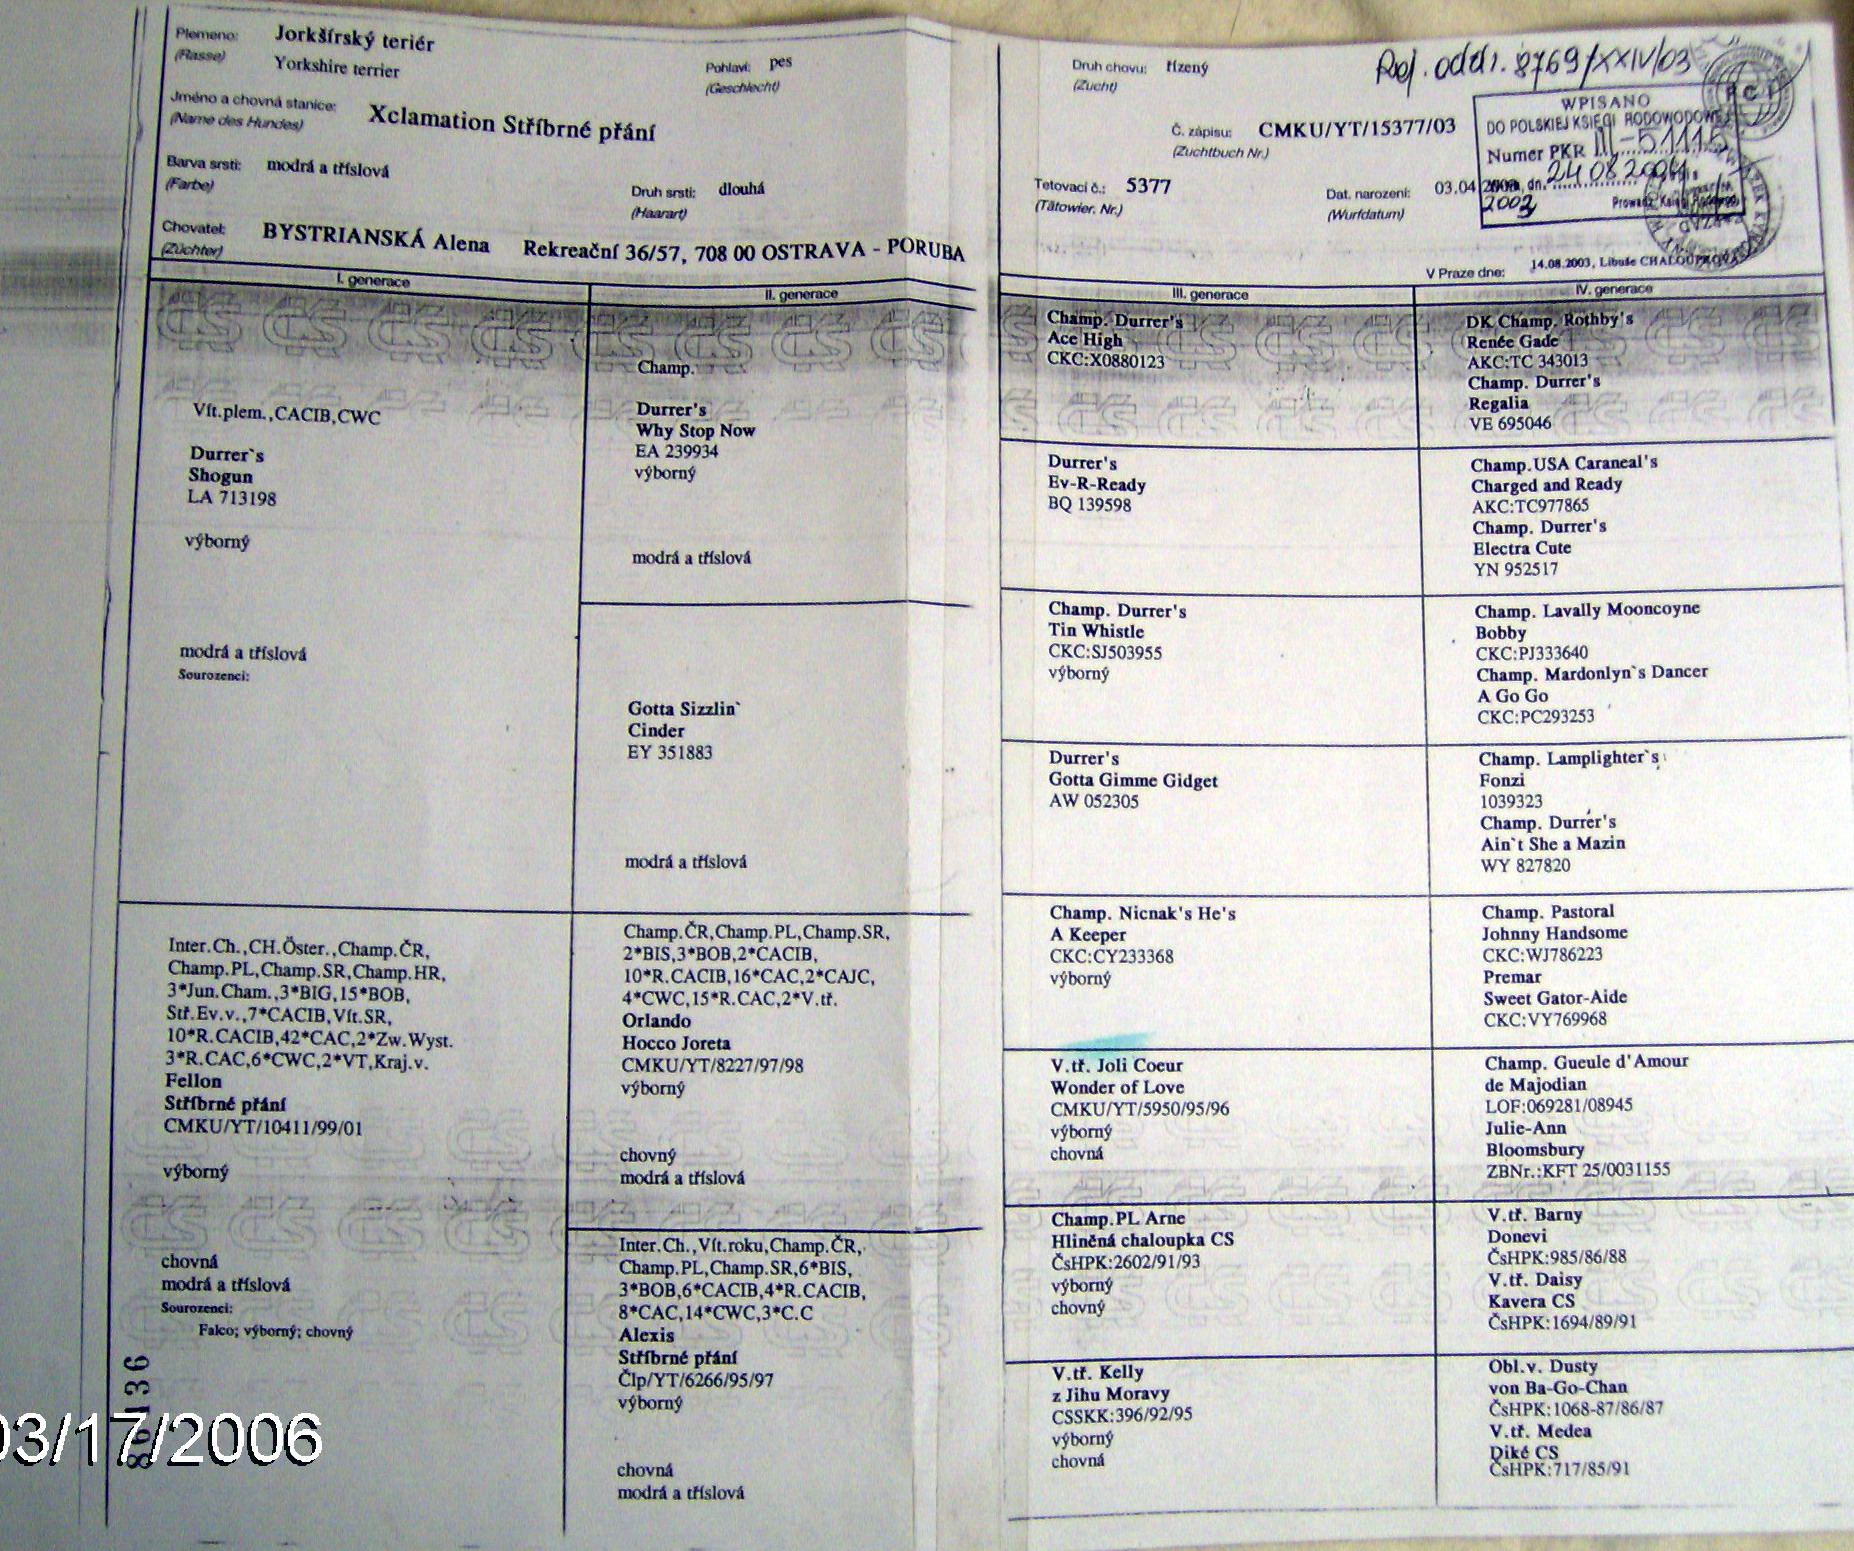 Plemeno: Jorkšírský teriér
(Rasse) Yorkshire terrier
Pohlaví: pes
(Geschlecht)
Jméno a chovná stanice: Xclamation Stříbrné přání
(Name des Hundes)
Barva srsti: modrá a tříslová
(Farbe)
Druh srsti: dlouhá
(Haarart)
Chovatel: BYSTRIANSKÁ Alena Rekreační 36/57, 708 00 OSTRAVA - PORUBA
(Züchter)
Druh chovu: řízený
(Zucht)
Rej. oddz. 8769/XXIV/03
Č. zápisu: CMKU/YT/15377/03
(Zuchtbuch Nr.)
WPISANO
DO POLSKIEJ KSIĘGI RODOWODOWEJ
Numer PKR III-51115
dn. 24 08 2004
Tetovací č.: 5377
(Tätowier. Nr.)
Dat. narození: 03.04
2003
(Wurfdatum)
V Praze dne: 14.08.2003, Libuše CHALOUPKOVÁ
I. generace
Vít.plem.,CACIB,CWC
Durrer`s
Shogun
LA 713198
výborný
modrá a tříslová
Sourozenci:
Inter.Ch.,CH.Öster.,Champ.ČR,
Champ.PL,Champ.SR,Champ.HR,
3*Jun.Cham.,3*BIG,15*BOB,
Stř.Ev.v.,7*CACIB,Vít.SR,
10*R.CACIB,42*CAC,2*Zw.Wyst.
3*R.CAC,6*CWC,2*VT,Kraj.v.
Fellon
Stříbrné přání
CMKU/YT/10411/99/01
výborný
chovná
modrá a tříslová
Sourozenci:
Falco; výborný; chovný
II. generace
Champ.
Durrer's
Why Stop Now
EA 239934
výborný
modrá a tříslová
Gotta Sizzlin`
Cinder
EY 351883
modrá a tříslová
Champ.ČR,Champ.PL,Champ.SR,
2*BIS,3*BOB,2*CACIB,
10*R.CACIB,16*CAC,2*CAJC,
4*CWC,15*R.CAC,2*V.tř.
Orlando
Hocco Joreta
CMKU/YT/8227/97/98
výborný
chovný
modrá a tříslová
Inter.Ch.,Vít.roku,Champ.ČR,
Champ.PL,Champ.SR,6*BIS,
3*BOB,6*CACIB,4*R.CACIB,
8*CAC,14*CWC,3*C.C
Alexis
Stříbrné přání
Člp/YT/6266/95/97
výborný
chovná
modrá a tříslová
III. generace
Champ. Durrer's
Ace High
CKC:X0880123
Durrer's
Ev-R-Ready
BQ 139598
Champ. Durrer's
Tin Whistle
CKC:SJ503955
výborný
Durrer's
Gotta Gimme Gidget
AW 052305
Champ. Nicnak's He's
A Keeper
CKC:CY233368
výborný
V.tř. Joli Coeur
Wonder of Love
CMKU/YT/5950/95/96
výborný
chovná
Champ.PL Arne
Hliněná chaloupka CS
ČsHPK:2602/91/93
výborný
chovný
V.tř. Kelly
z Jihu Moravy
CSSKK:396/92/95
výborný
chovná
IV. generace
DK Champ. Rothby's
Renée Gade
AKC:TC 343013
Champ. Durrer's
Regalia
VE 695046
Champ.USA Caraneal's
Charged and Ready
AKC:TC977865
Champ. Durrer's
Electra Cute
YN 952517
Champ. Lavally Mooncoyne
Bobby
CKC:PJ333640
Champ. Mardonlyn`s Dancer
A Go Go
CKC:PC293253
Champ. Lamplighter`s
Fonzi
1039323
Champ. Durrer's
Ain`t She a Mazin
WY 827820
Champ. Pastoral
Johnny Handsome
CKC:WJ786223
Premar
Sweet Gator-Aide
CKC:VY769968
Champ. Gueule d'Amour
de Majodian
LOF:069281/08945
Julie-Ann
Bloomsbury
ZBNr.:KFT 25/0031155
V.tř. Barny
Donevi
ČsHPK:985/86/88
V.tř. Daisy
Kavera CS
ČsHPK:1694/89/91
Obl.v. Dusty
von Ba-Go-Chan
ČsHPK:1068-87/86/87
V.tř. Medea
Diké CS
ČsHPK:717/85/91
86136
03/17/2006